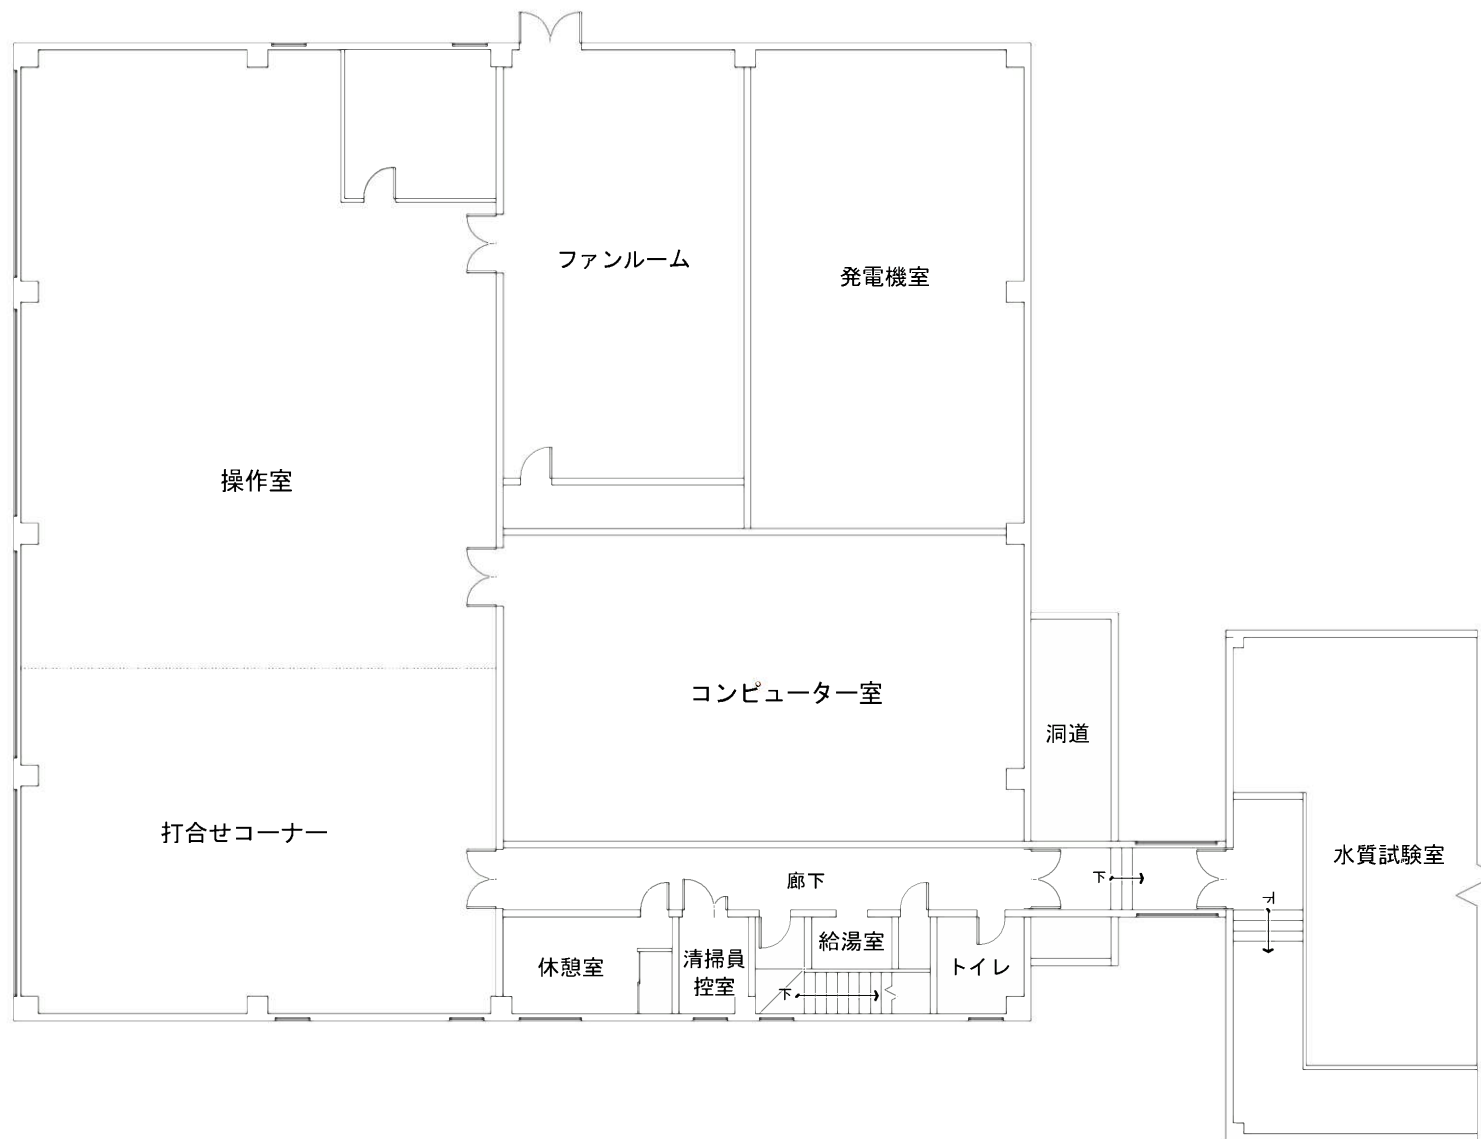 ファンルーム
発電機室
操作室
コンピューター室
洞道
打合せコーナー
水質試験室
廊下
下
下
休憩室
清掃員
控室
給湯室
トイレ
下